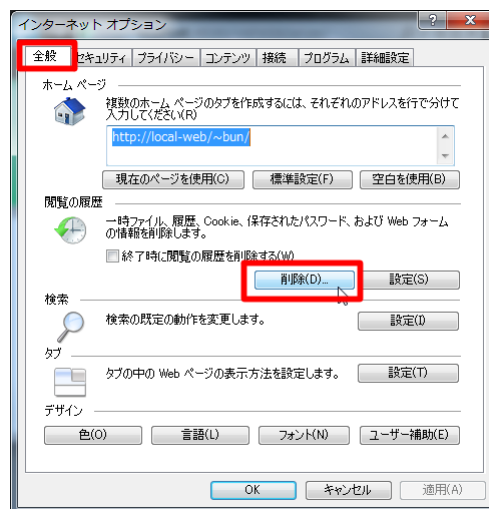 インターネット オプション
全般 セキュリティ プライバシー コンテンツ 接続 プログラム 詳細設定
ホーム ページ
複数のホーム ページのタブを作成するには、それぞれのアドレスを行で分けて
入力してください(R)
http://local-web/~bun/
現在のページを使用(C) 標準設定(F) 空白を使用(B)
閲覧の履歴
一時ファイル、履歴、Cookie、保存されたパスワード、および Web フォーム
の情報を削除します。
終了時に閲覧の履歴を削除する(W)
削除(D)... 設定(S)
検索
検索の既定の動作を変更します。 設定(I)
タブ
タブの中の Web ページの表示方法を設定します。 設定(T)
デザイン
色(O) 言語(L) フォント(N) ユーザー補助(E)
OK キャンセル 適用(A)